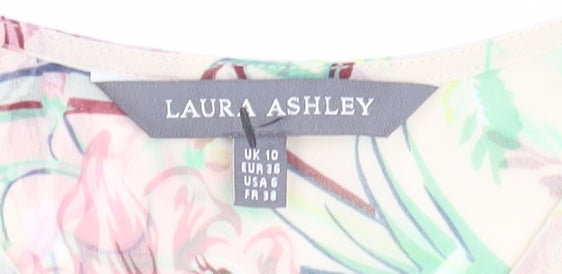 LAURA ASHLEY
UK 10
EUR 36
USA 6
FR 38